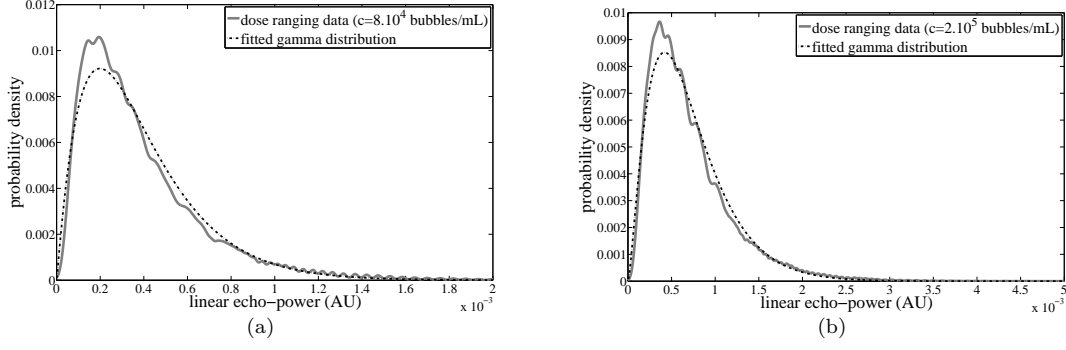 0.012
0.01
0.008
0.006
0.004
0.002
0
probability density
dose ranging data (c=8.10⁴ bubbles/mL)
fitted gamma distribution
0 0.2 0.4 0.6 0.8 1 1.2 1.4 1.6 1.8 2
linear echo−power (AU)
x 10⁻³
(a)
0.01
0.009
0.008
0.007
0.006
0.005
0.004
0.003
0.002
0.001
0
probability density
dose ranging data (c=2.10⁵ bubbles/mL)
fitted gamma distribution
0 0.5 1 1.5 2 2.5 3 3.5 4 4.5 5
linear echo−power (AU)
x 10⁻³
(b)